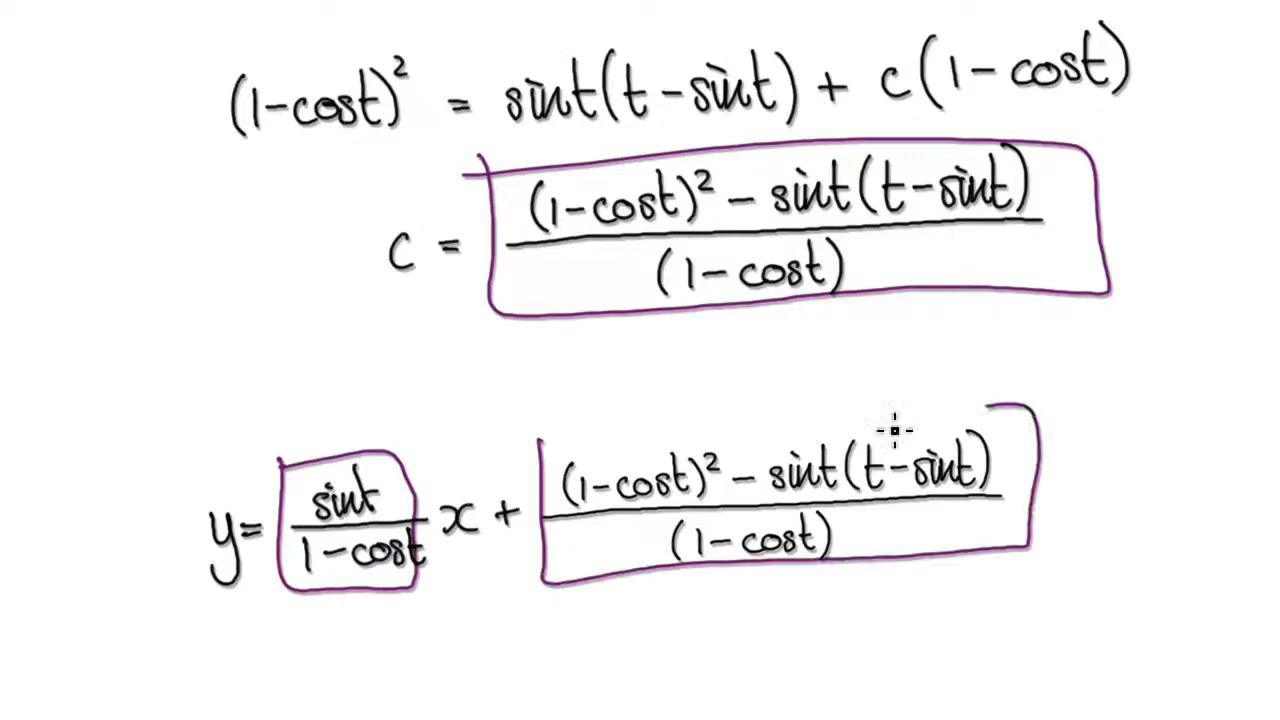 (1-cost)² = sint(t-sint) + c(1-cost)
c = (1-cost)² - sint(t-sint) / (1-cost)
y = sint / 1-cost x + (1-cost)² - sint(t-sint) / (1-cost)